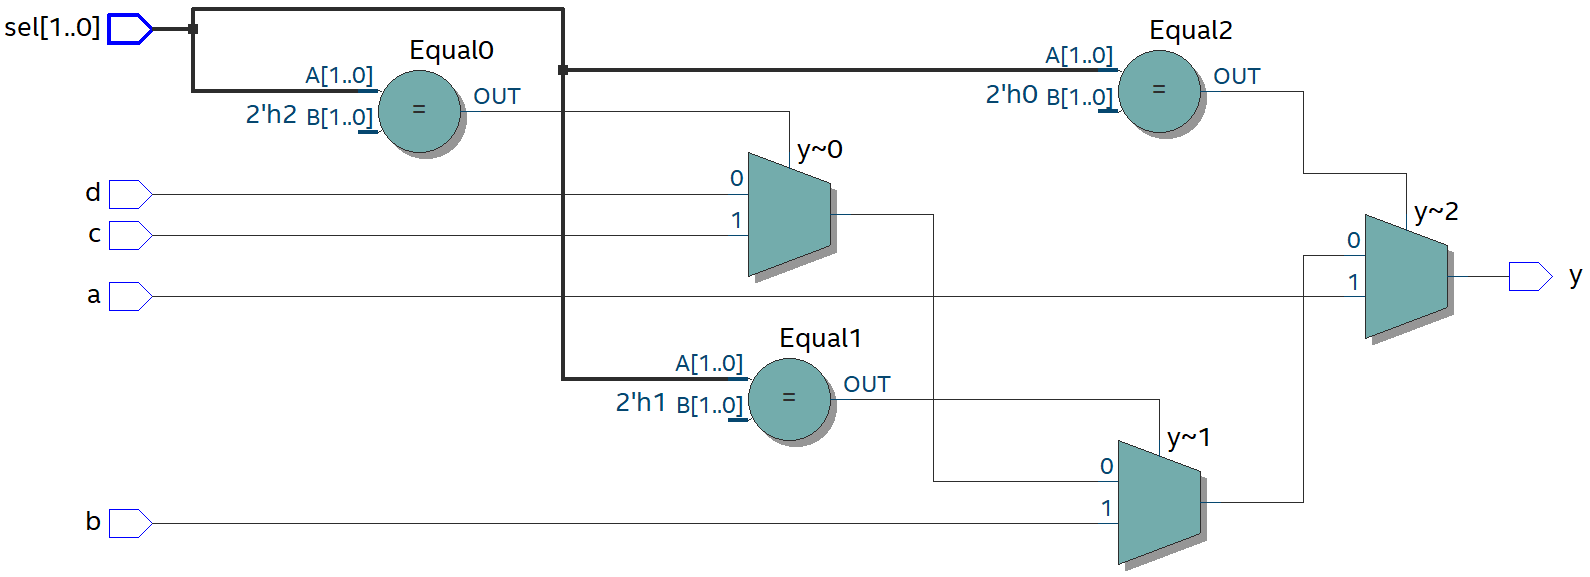 sel[1..0]
Equal0
A[1..0]
2'h2 B[1..0]
=
OUT
Equal2
A[1..0]
2'h0 B[1..0]
=
OUT
y~0
d
0
c
1
y~2
0
a
1
y
Equal1
A[1..0]
2'h1 B[1..0]
=
OUT
y~1
0
1
b